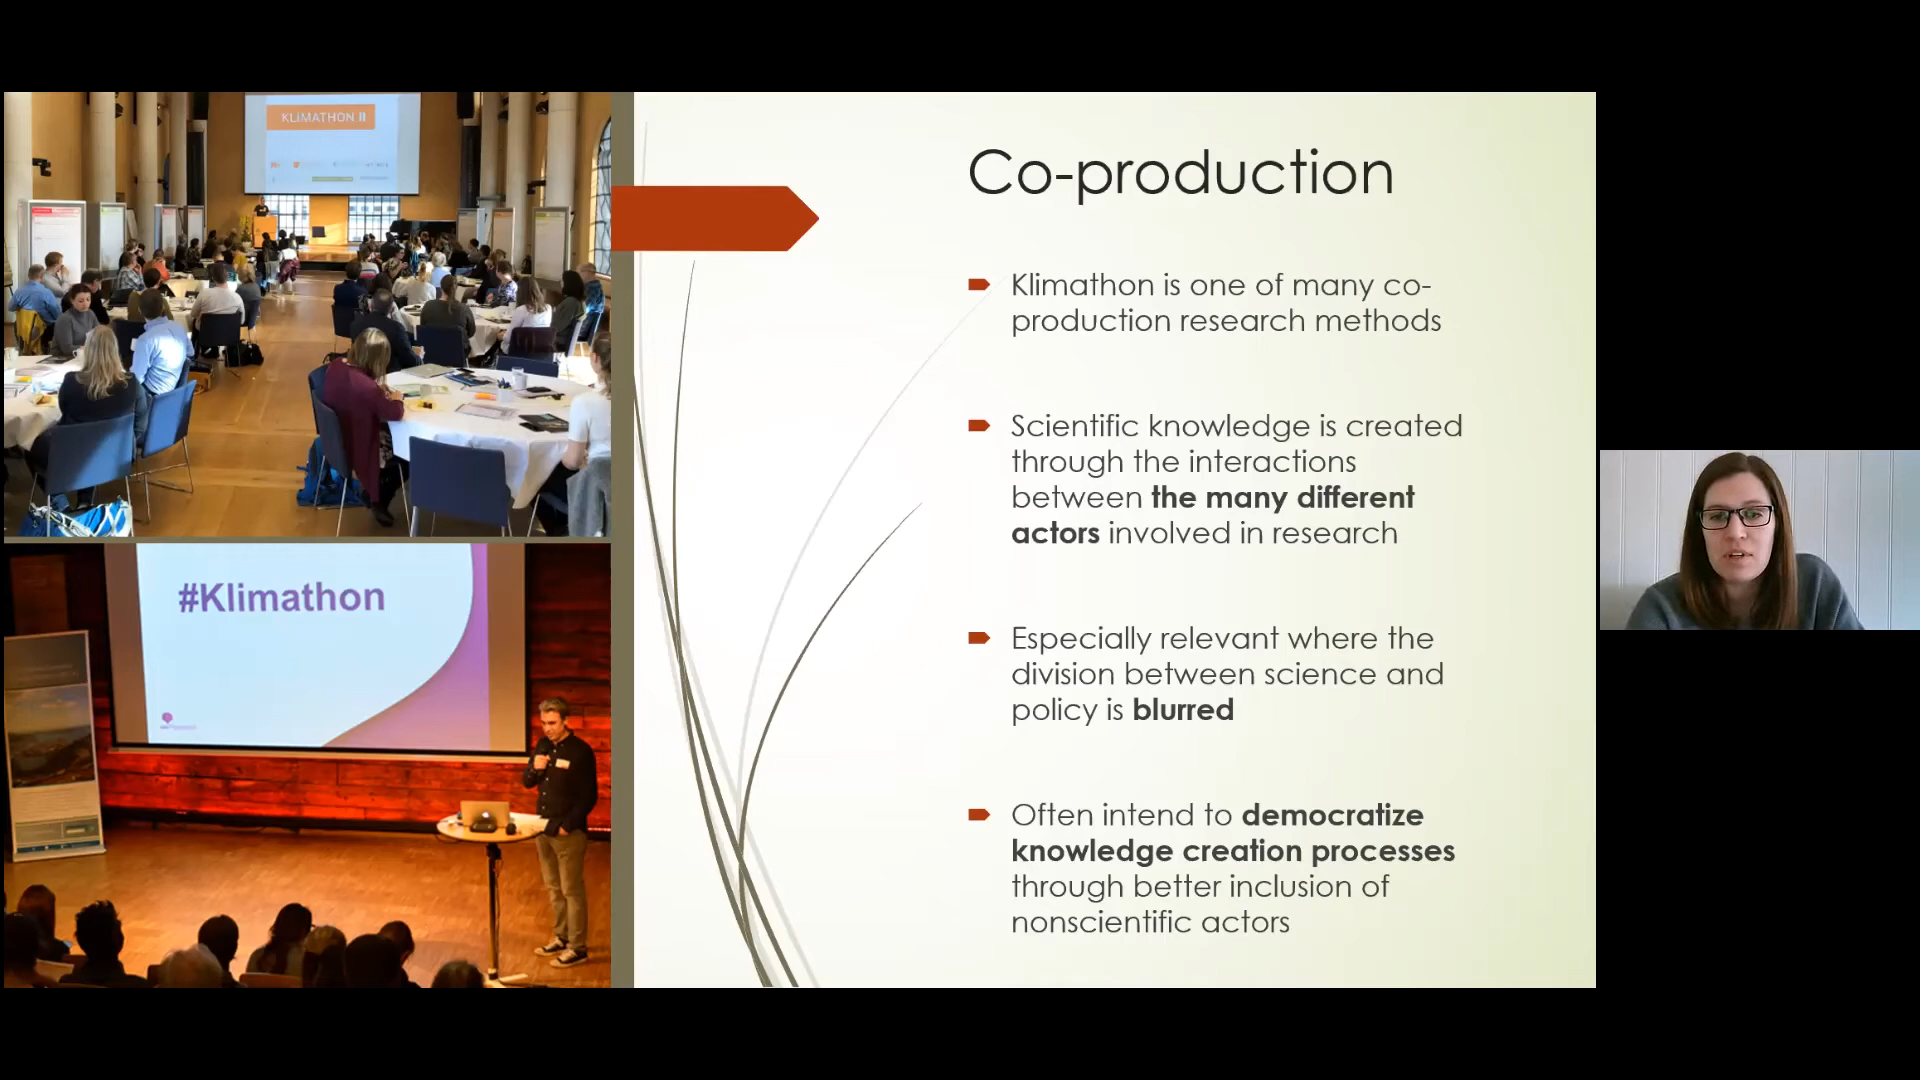 KLIMATHON II
#Klimathon
Co-production
Klimathon is one of many co-
production research methods
Scientific knowledge is created
through the interactions
between the many different
actors involved in research
Especially relevant where the
division between science and
policy is blurred
Often intend to democratize
knowledge creation processes
through better inclusion of
nonscientific actors